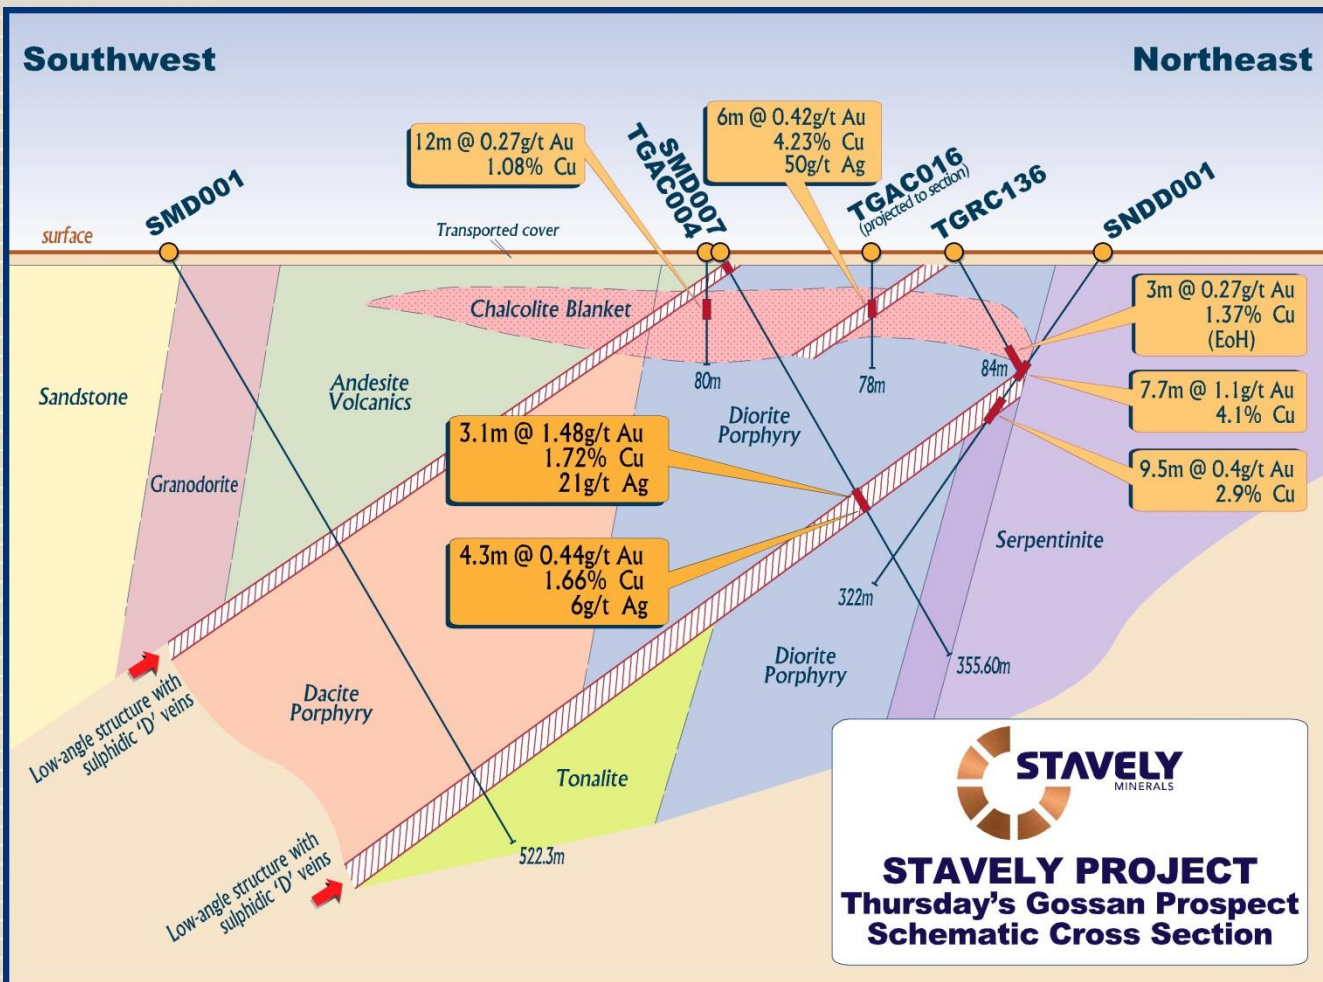 Southwest
Northeast
12m @ 0.27g/t Au
1.08% Cu
6m @ 0.42g/t Au
4.23% Cu
50g/t Ag
SMD001
TGAC004
SMD007
TGAC016
(projected to section)
TGRC136
SNDD001
surface
Transported cover
Chalcolite Blanket
3m @ 0.27g/t Au
1.37% Cu
(EoH)
Sandstone
Andesite
Volcanics
80m
78m
84m
7.7m @ 1.1g/t Au
4.1% Cu
Diorite
Porphyry
3.1m @ 1.48g/t Au
1.72% Cu
21g/t Ag
9.5m @ 0.4g/t Au
2.9% Cu
Granodorite
Serpentinite
4.3m @ 0.44g/t Au
1.66% Cu
6g/t Ag
322m
355.60m
Diorite
Porphyry
Dacite
Porphyry
Low-angle structure with
sulphidic 'D' veins
Tonalite
522.3m
Low-angle structure with
sulphidic 'D' veins
STAVELY
MINERALS
STAVELY PROJECT
Thursday's Gossan Prospect
Schematic Cross Section